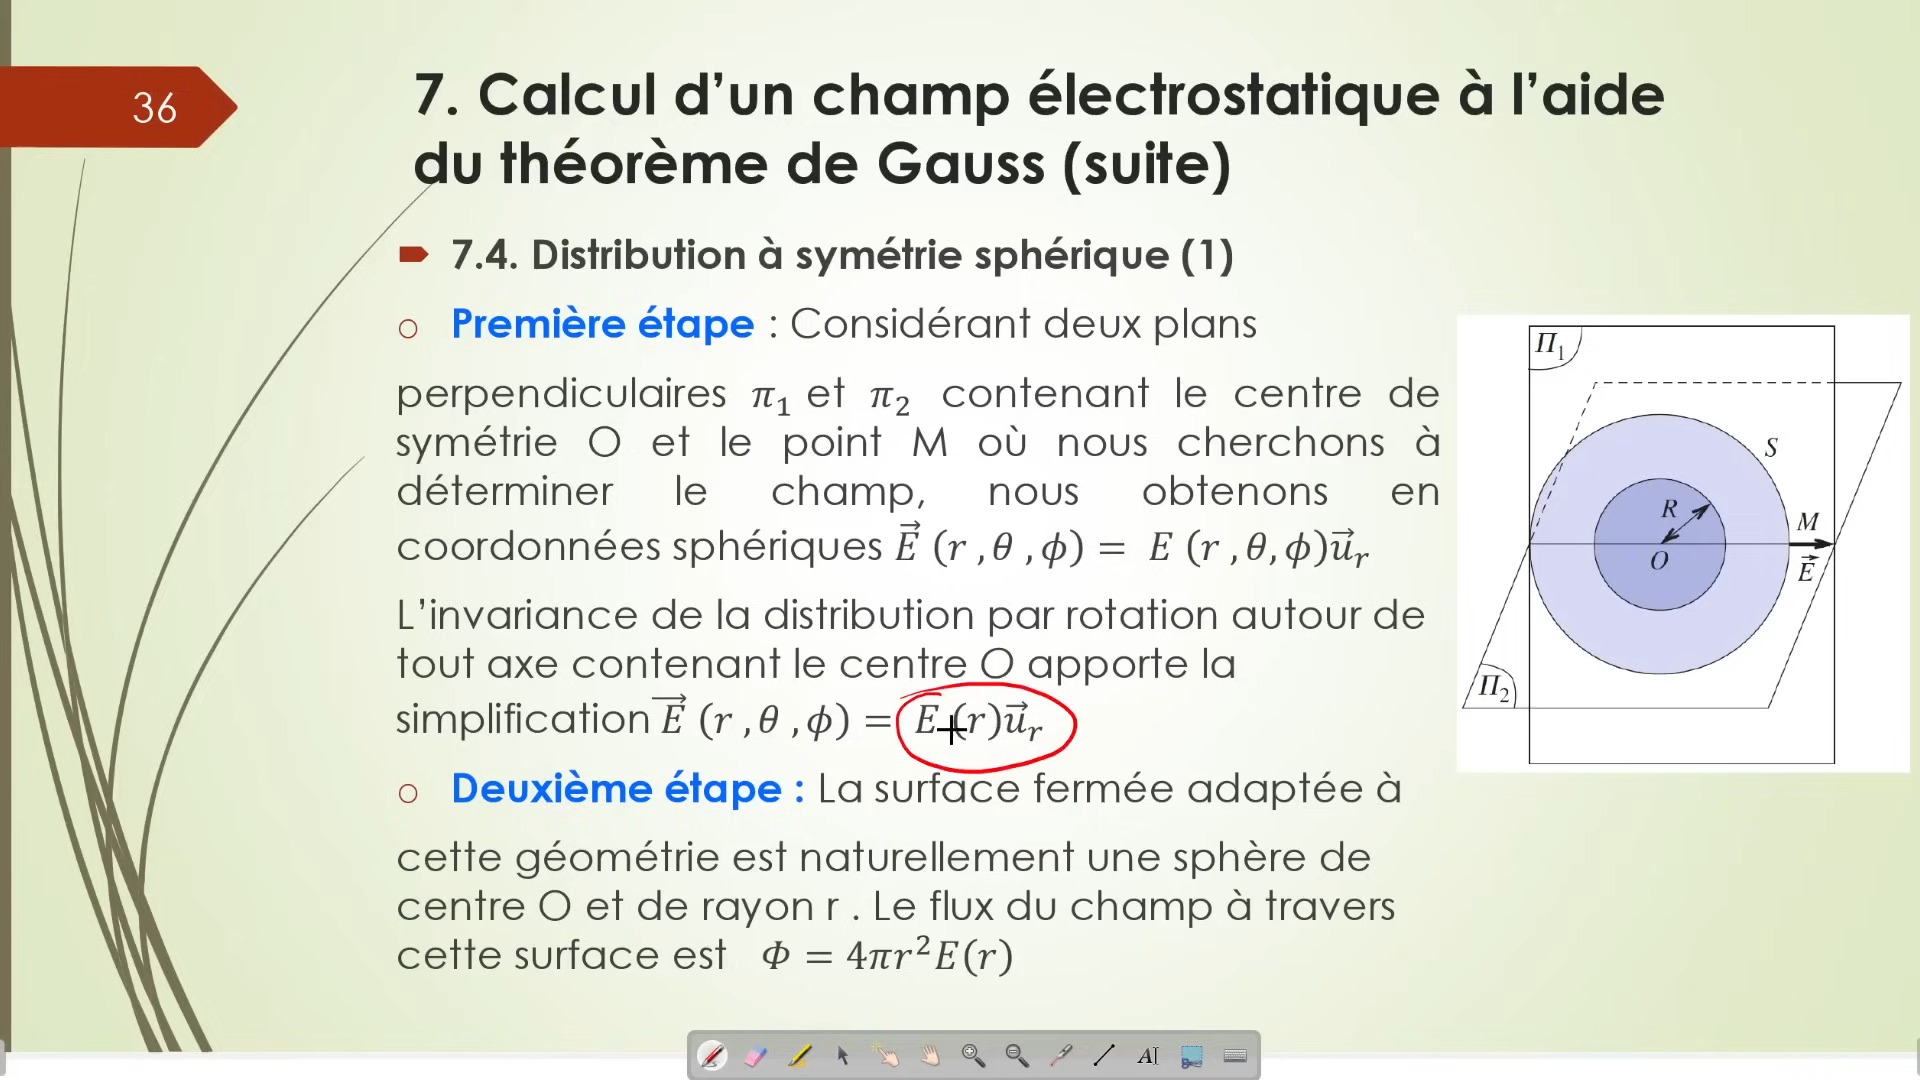 36
7. Calcul d’un champ électrostatique à l’aide
du théorème de Gauss (suite)
7.4. Distribution à symétrie sphérique (1)
o Première étape : Considérant deux plans
perpendiculaires π₁ et π₂ contenant le centre de
symétrie O et le point M où nous cherchons à
déterminer le champ, nous obtenons en
coordonnées sphériques E⃗ (r ,θ ,ϕ) = E (r ,θ,ϕ)u⃗ᵣ
L’invariance de la distribution par rotation autour de
tout axe contenant le centre O apporte la
simplification E⃗ (r ,θ ,ϕ) = E (r)u⃗ᵣ
o Deuxième étape : La surface fermée adaptée à
cette géométrie est naturellement une sphère de
centre O et de rayon r . Le flux du champ à travers
cette surface est Φ = 4πr²E(r)
Π₁
S
R
M
O
E⃗
Π₂
AI